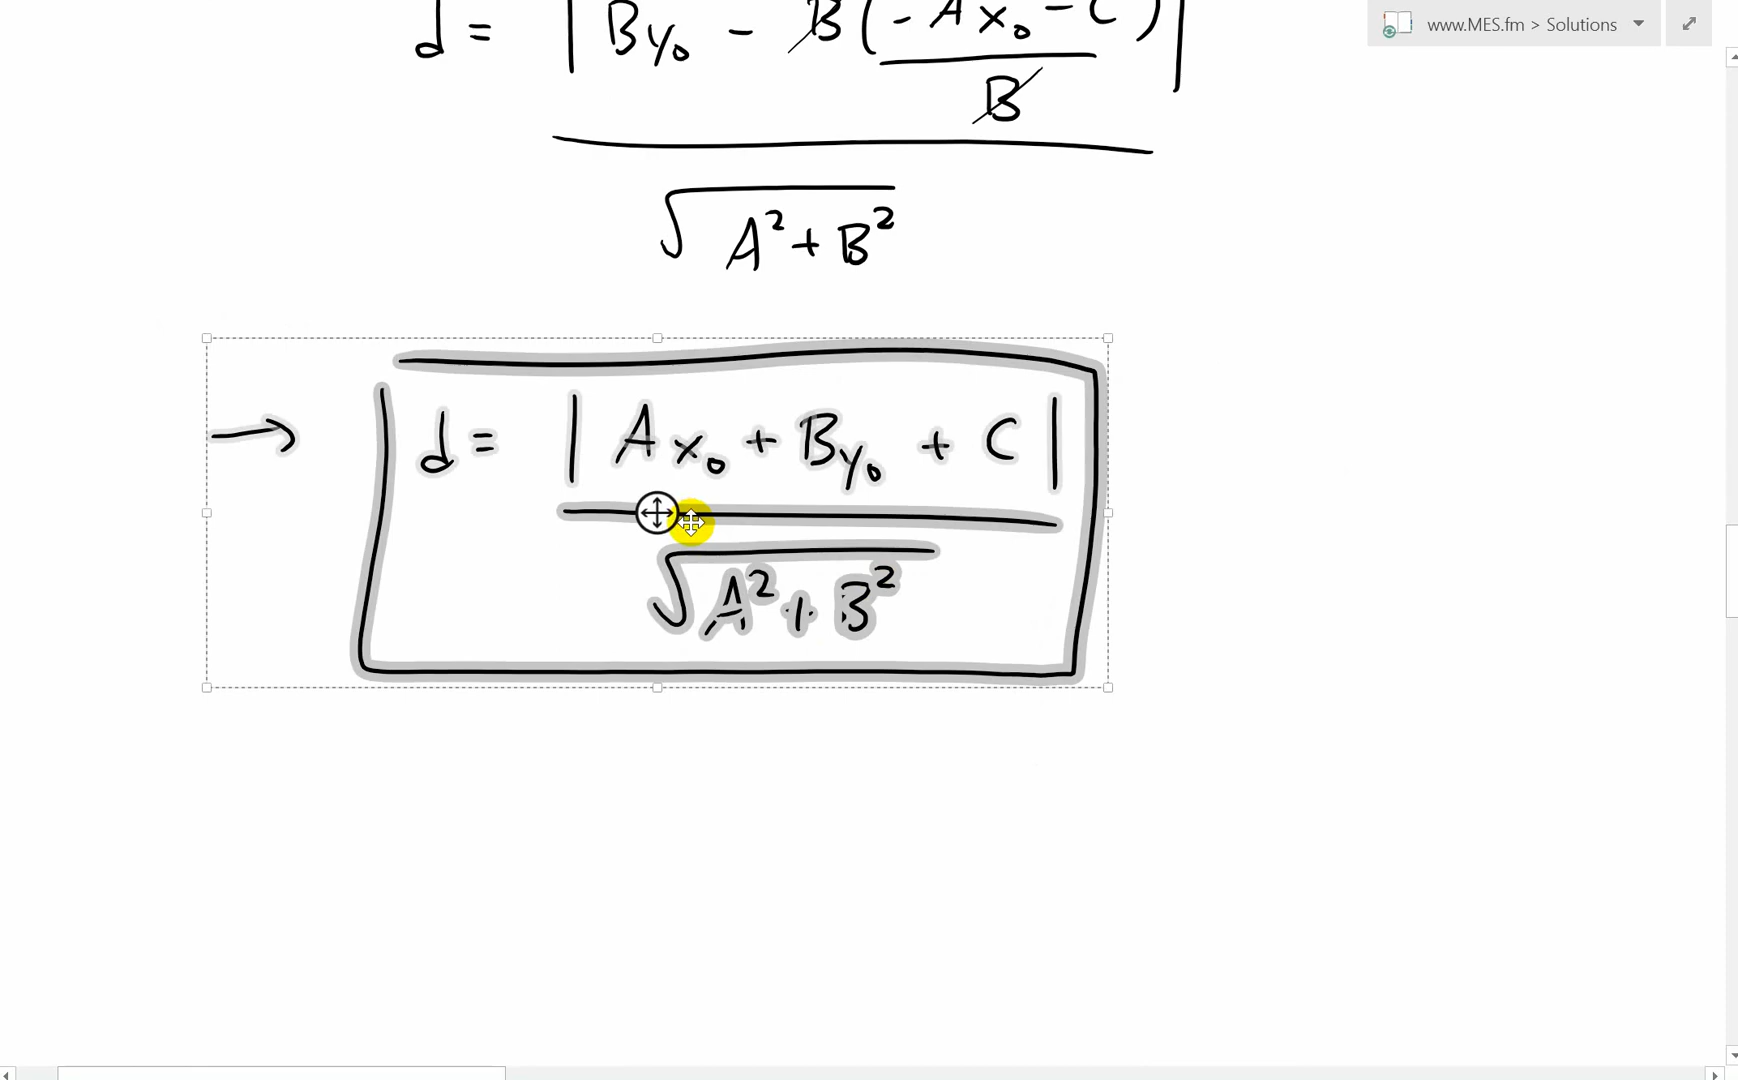 www.MES.fm > Solutions
d = | By₀ - B(-Ax₀ - C) |
B
√A² + B²
→ d = | Ax₀ + By₀ + C |
√A² + B²